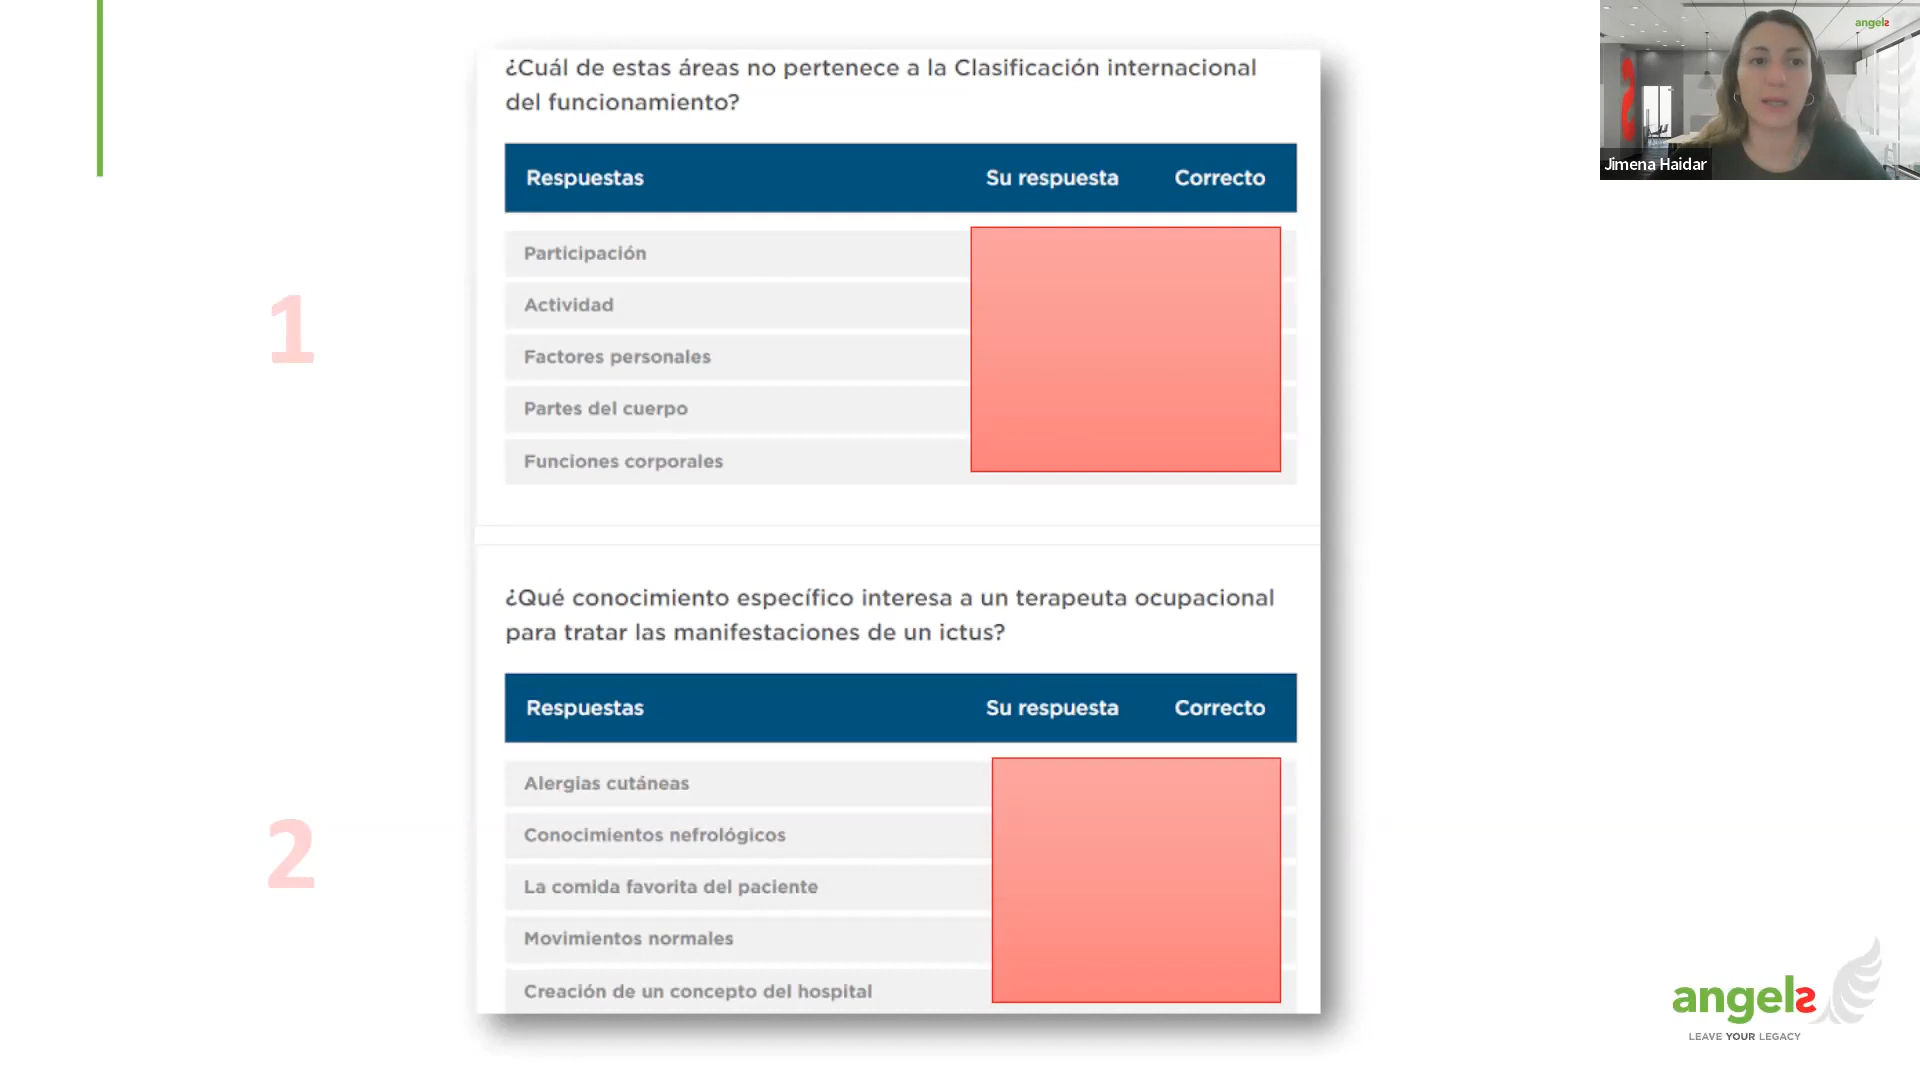 ¿Cuál de estas áreas no pertenece a la Clasificación internacional
del funcionamiento?
Respuestas Su respuesta Correcto
Participación
Actividad
Factores personales
Partes del cuerpo
Funciones corporales
1
¿Qué conocimiento específico interesa a un terapeuta ocupacional
para tratar las manifestaciones de un ictus?
Respuestas Su respuesta Correcto
Alergias cutáneas
Conocimientos nefrológicos
La comida favorita del paciente
Movimientos normales
Creación de un concepto del hospital
2
angels
Jimena Haidar
angels
LEAVE YOUR LEGACY